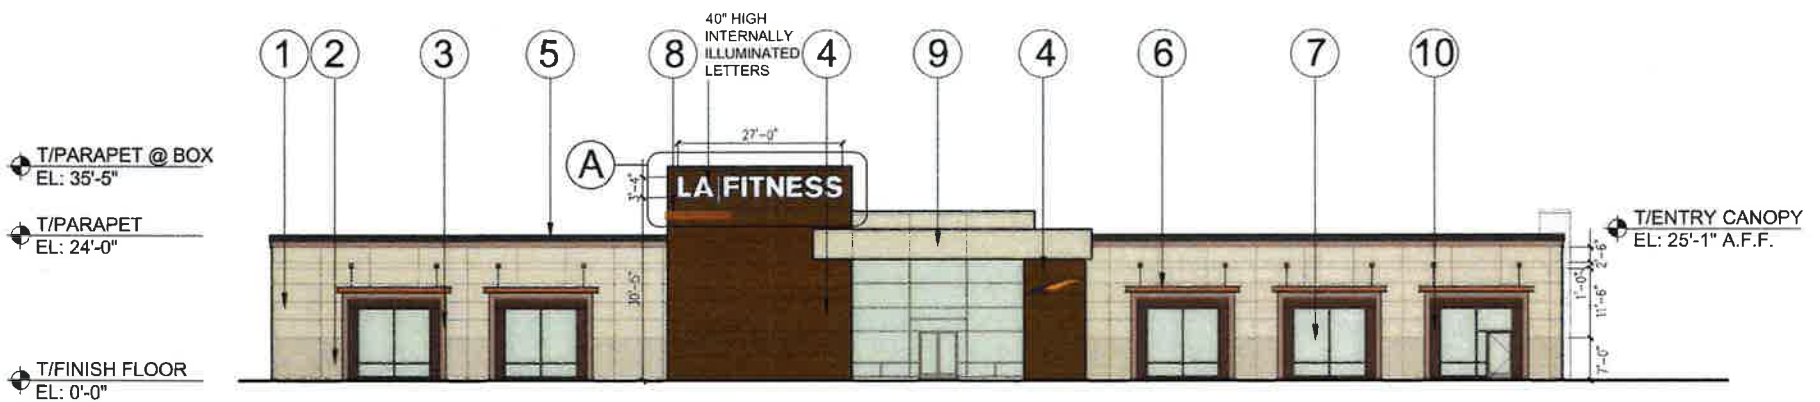 40" HIGH
INTERNALLY
ILLUMINATED
LETTERS
1 2 3 5 8 4 9 4 6 7 10
27'-0"
A
T/PARAPET @ BOX
EL: 35'-5"
LA FITNESS
T/PARAPET
EL: 24'-0"
T/ENTRY CANOPY
EL: 25'-1" A.F.F.
2'-6"
1'-0"
11'-6"
30'-5"
7'-0"
T/FINISH FLOOR
EL: 0'-0"